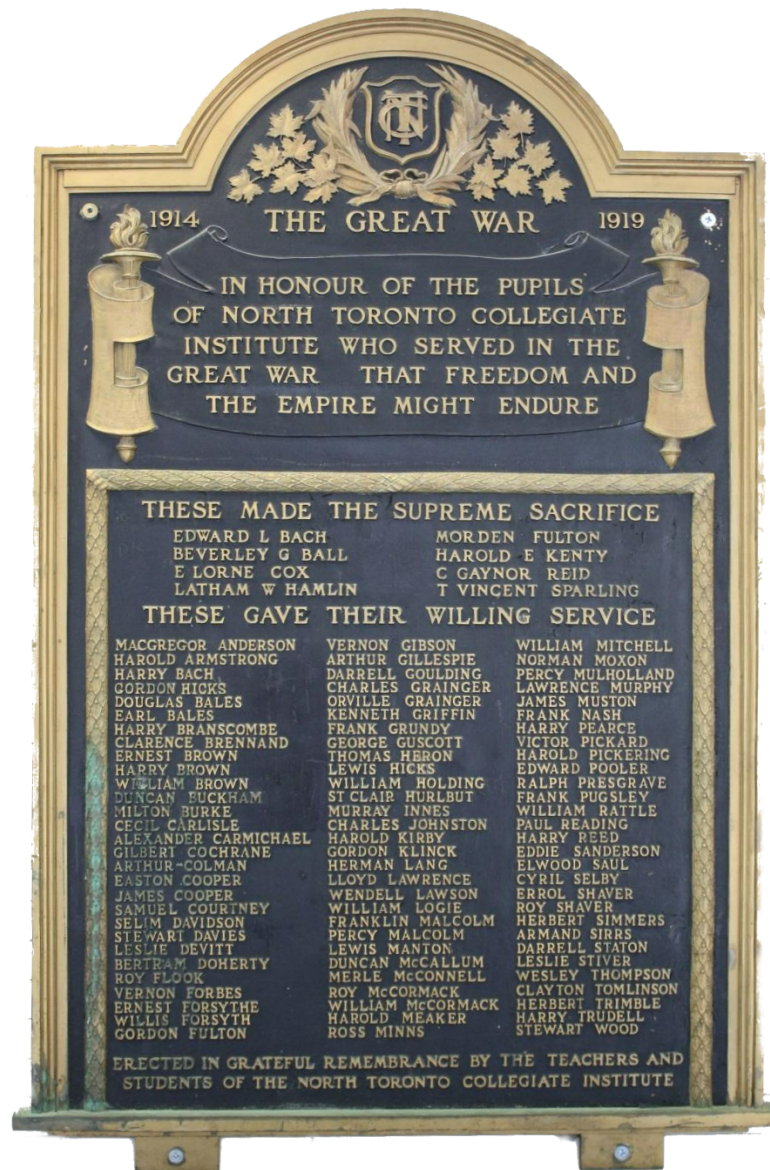 NTCI
1914 THE GREAT WAR 1919
IN HONOUR OF THE PUPILS
OF NORTH TORONTO COLLEGIATE
INSTITUTE WHO SERVED IN THE
GREAT WAR THAT FREEDOM AND
THE EMPIRE MIGHT ENDURE
THESE MADE THE SUPREME SACRIFICE
EDWARD L BACH
BEVERLEY G BALL
E LORNE COX
LATHAM W HAMLIN
MORDEN FULTON
HAROLD E KENTY
C GAYNOR REID
T VINCENT SPARLING
THESE GAVE THEIR WILLING SERVICE
MACGREGOR ANDERSON
HAROLD ARMSTRONG
HARRY BACH
GORDON HICKS
DOUGLAS BALES
EARL BALES
HARRY BRANSCOMBE
CLARENCE BRENNAND
ERNEST BROWN
HARRY BROWN
WILLIAM BROWN
DUNCAN BUCKHAM
MILTON BURKE
CECIL CARLISLE
ALEXANDER CARMICHAEL
GILBERT COCHRANE
ARTHUR-COLMAN
EASTON COOPER
JAMES COOPER
SAMUEL COURTNEY
SELIM DAVIDSON
STEWART DAVIES
LESLIE DEVITT
BERTRAM DOHERTY
ROY FLOOK
VERNON FORBES
ERNEST FORSYTHE
WILLIS FORSYTH
GORDON FULTON
VERNON GIBSON
ARTHUR GILLESPIE
DARRELL GOULDING
CHARLES GRAINGER
ORVILLE GRAINGER
KENNETH GRIFFIN
FRANK GRUNDY
GEORGE GUSCOTT
THOMAS HERON
LEWIS HICKS
WILLIAM HOLDING
ST CLAIR HURLBUT
MURRAY INNES
CHARLES JOHNSTON
HAROLD KIRBY
GORDON KLINCK
HERMAN LANG
LLOYD LAWRENCE
WENDELL LAWSON
WILLIAM LOGIE
FRANKLIN MALCOLM
PERCY MALCOLM
LEWIS MANTON
DUNCAN McCALLUM
MERLE McCONNELL
ROY McCORMACK
WILLIAM McCORMACK
HAROLD MEAKER
ROSS MINNS
WILLIAM MITCHELL
NORMAN MOXON
PERCY MULHOLLAND
LAWRENCE MURPHY
JAMES MUSTON
FRANK NASH
HARRY PEARCE
VICTOR PICKARD
HAROLD PICKERING
EDWARD POOLER
RALPH PRESGRAVE
FRANK PUGSLEY
WILLIAM RATTLE
PAUL READING
HARRY REED
EDDIE SANDERSON
ELWOOD SAUL
CYRIL SELBY
ERROL SHAVER
ROY SHAVER
HERBERT SIMMERS
ARMAND SIRRS
DARRELL STATON
LESLIE STIVER
WESLEY THOMPSON
CLAYTON TOMLINSON
HERBERT TRIMBLE
HARRY TRUDELL
STEWART WOOD
ERECTED IN GRATEFUL REMEMBRANCE BY THE TEACHERS AND
STUDENTS OF THE NORTH TORONTO COLLEGIATE INSTITUTE